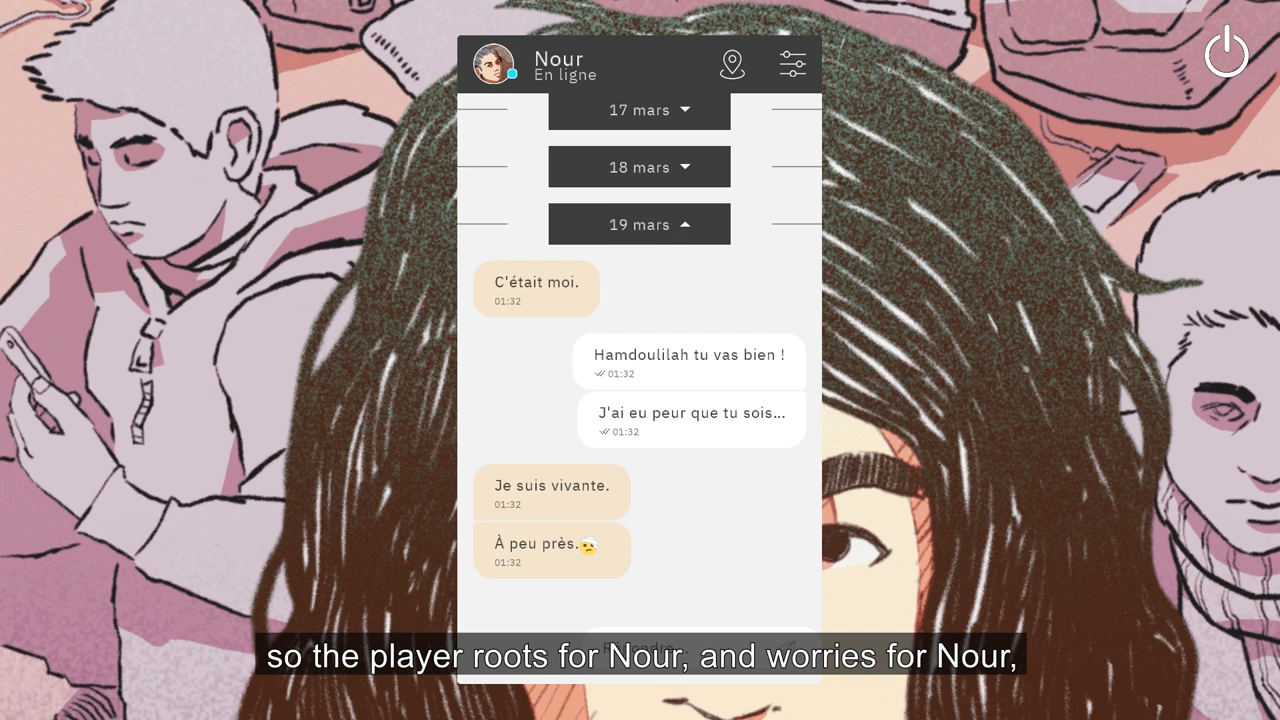 Nour
En ligne
17 mars
18 mars
19 mars
C'était moi.
01:32
Hamdoulilah tu vas bien !
01:32
J'ai eu peur que tu sois...
01:32
Je suis vivante.
01:32
À peu près.🤕
01:32
so the player roots for Nour, and worries for Nour,